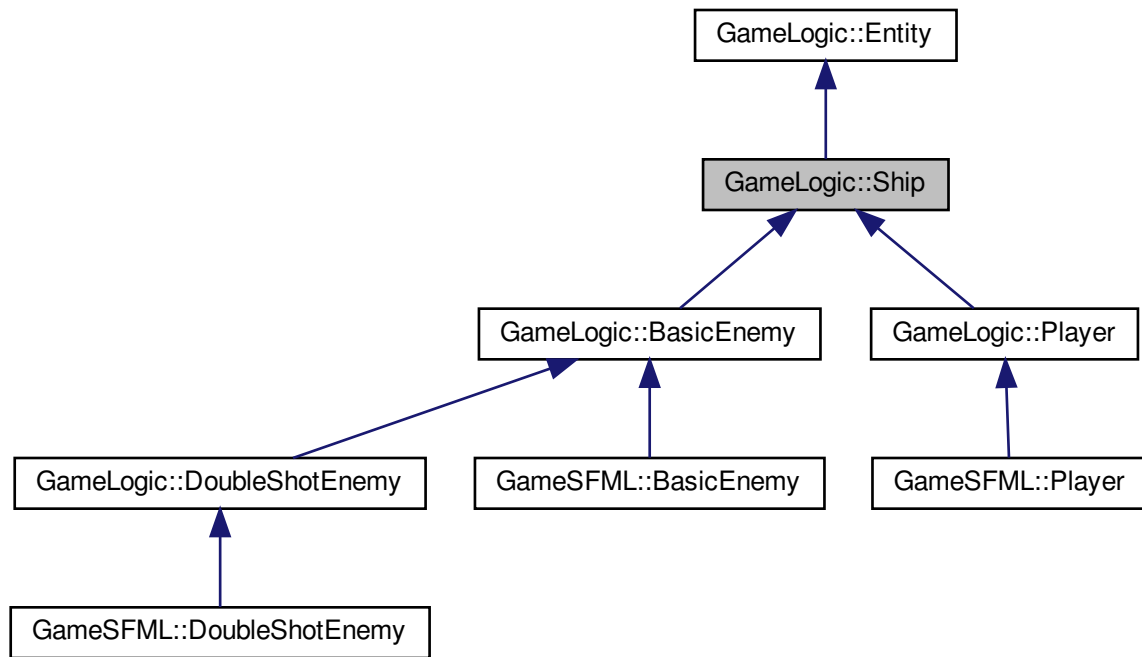 GameLogic::Entity
GameLogic::Ship
GameLogic::BasicEnemy
GameLogic::Player
GameLogic::DoubleShotEnemy
GameSFML::BasicEnemy
GameSFML::Player
GameSFML::DoubleShotEnemy